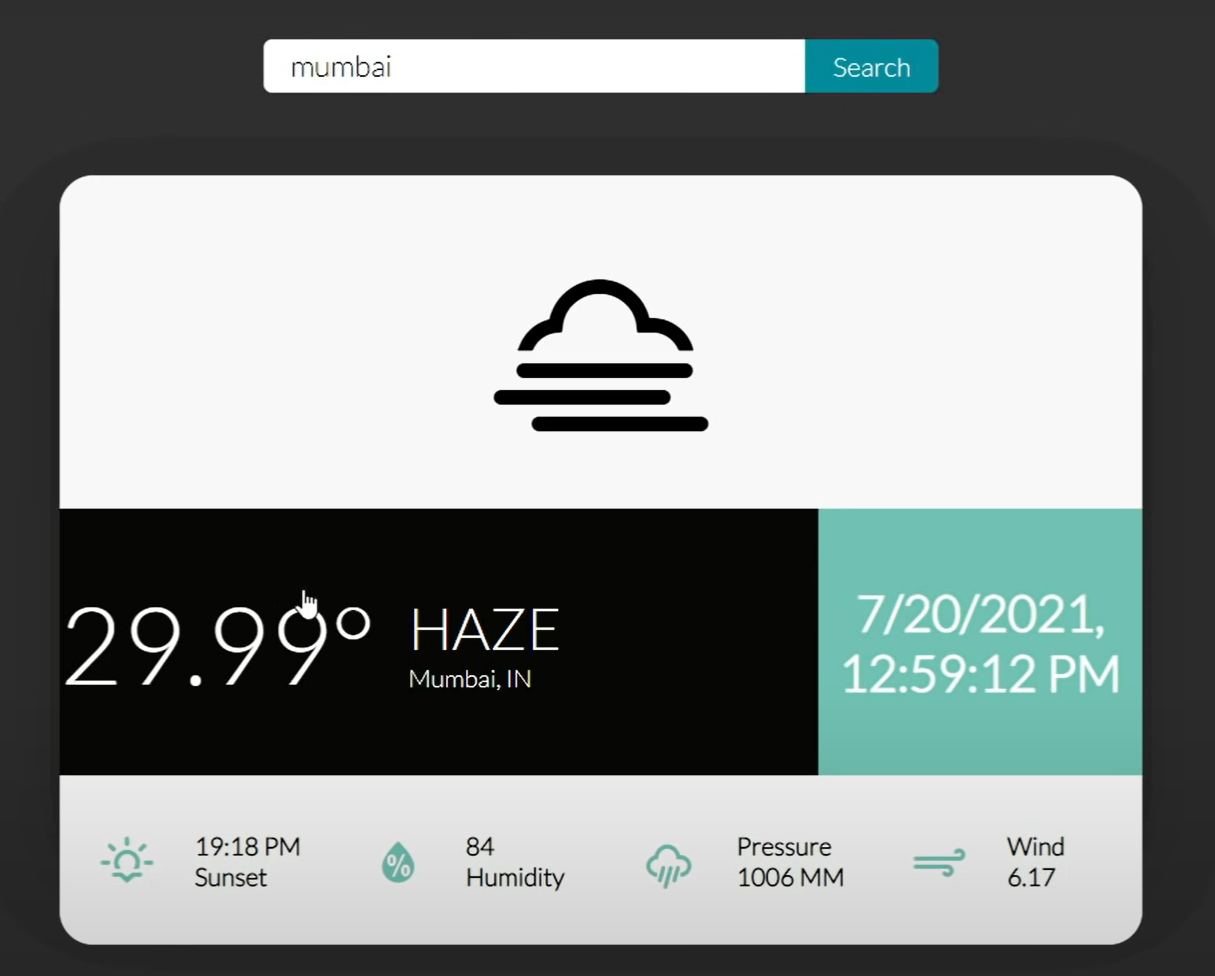 mumbai
Search
29.99°
HAZE
Mumbai, IN
7/20/2021,
12:59:12 PM
19:18 PM
Sunset
%
84
Humidity
Pressure
1006 MM
Wind
6.17